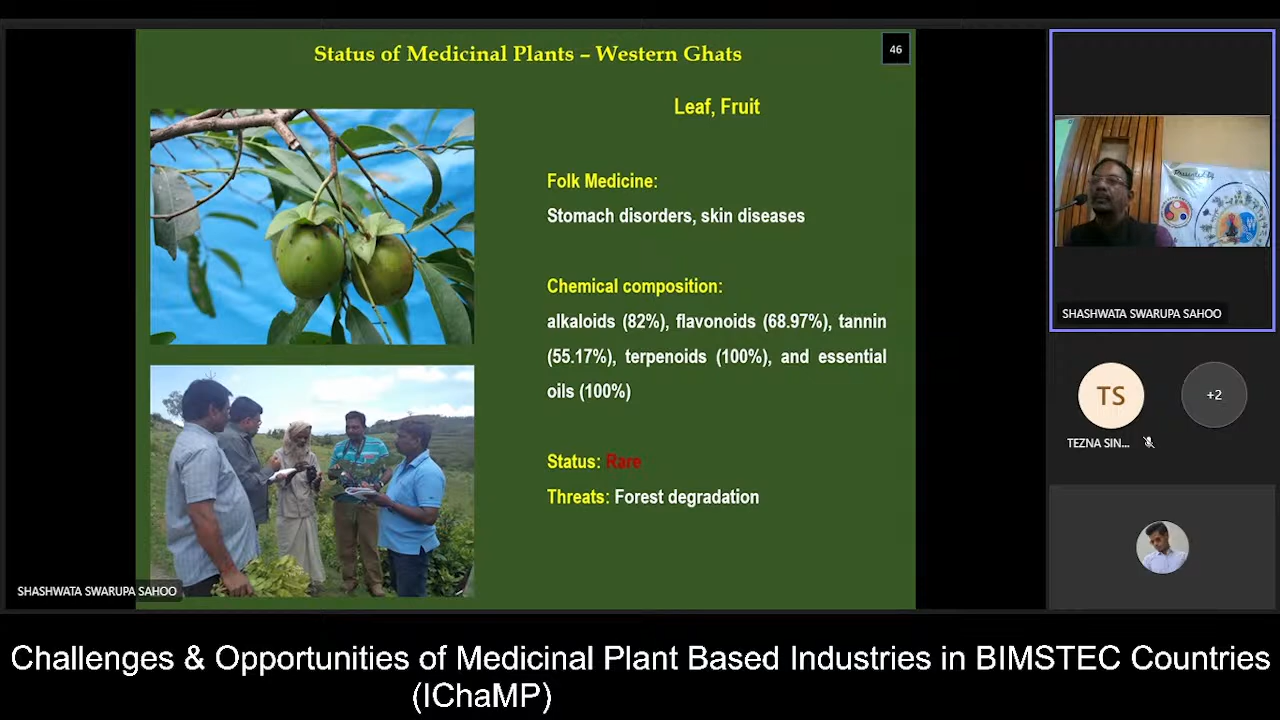 Status of Medicinal Plants – Western Ghats
46
Leaf, Fruit
Folk Medicine:
Stomach disorders, skin diseases
Chemical composition:
alkaloids (82%), flavonoids (68.97%), tannin
(55.17%), terpenoids (100%), and essential
oils (100%)
Status: Rare
Threats: Forest degradation
SHASHWATA SWARUPA SAHOO
Presented by
SHASHWATA SWARUPA SAHOO
TS
+2
TEZNA SIN...
Challenges & Opportunities of Medicinal Plant Based Industries in BIMSTEC Countries
(IChaMP)